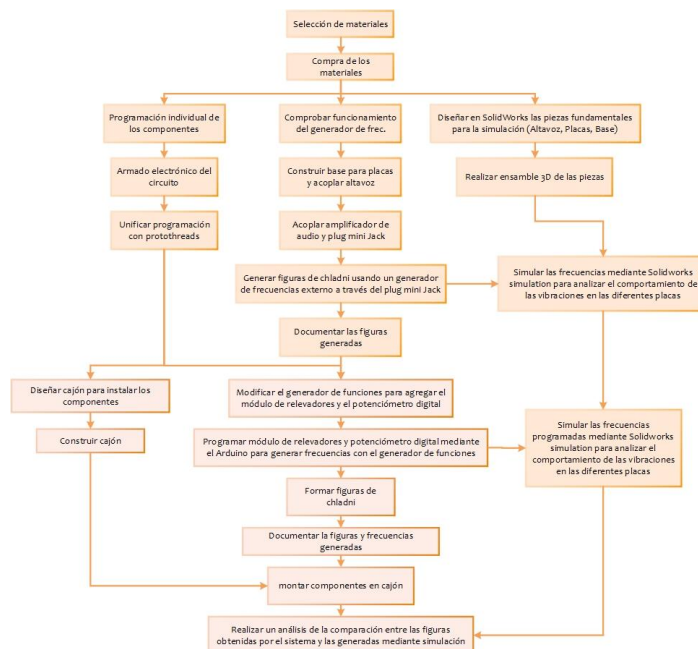 Selección de materiales
Compra de los
materiales
Programación individual de
los componentes
Comprobar funcionamiento
del generador de frec.
Diseñar en SolidWorks las piezas fundamentales
para la simulación (Altavoz, Placas, Base)
Armado electrónico del
circuito
Construir base para placas
y acoplar altavoz
Realizar ensamble 3D de las piezas
Unificar programación
con protothreads
Acoplar amplificador de
audio y plug mini Jack
Generar figuras de chladni usando un generador
de frecuencias externo a través del plug mini Jack
Simular las frecuencias mediante Solidworks
simulation para analizar el comportamiento de
las vibraciones en las diferentes placas
Documentar las figuras
generadas
Diseñar cajón para instalar los
componentes
Modificar el generador de funciones para agregar el
módulo de relevadores y el potenciómetro digital
Construir cajón
Programar módulo de relevadores y potenciómetro digital mediante
el Arduino para generar frecuencias con el generador de funciones
Simular las frecuencias
programadas mediante Solidworks
simulation para analizar el
comportamiento de las vibraciones
en las diferentes placas
Formar figuras de
chladni
Documentar la figuras y frecuencias
generadas
montar componentes en cajón
Realizar un análisis de la comparación entre las figuras
obtenidas por el sistema y las generadas mediante simulación